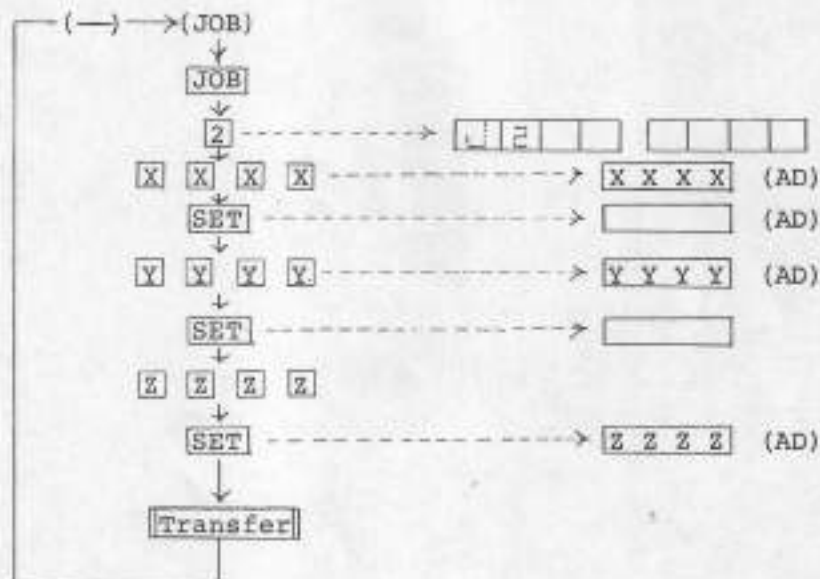 (—) (JOB)
JOB
2
X X X X X X X X (AD)
SET (AD)
Y Y Y Y Y Y Y Y (AD)
SET
Z Z Z Z
SET Z Z Z Z (AD)
Transfer